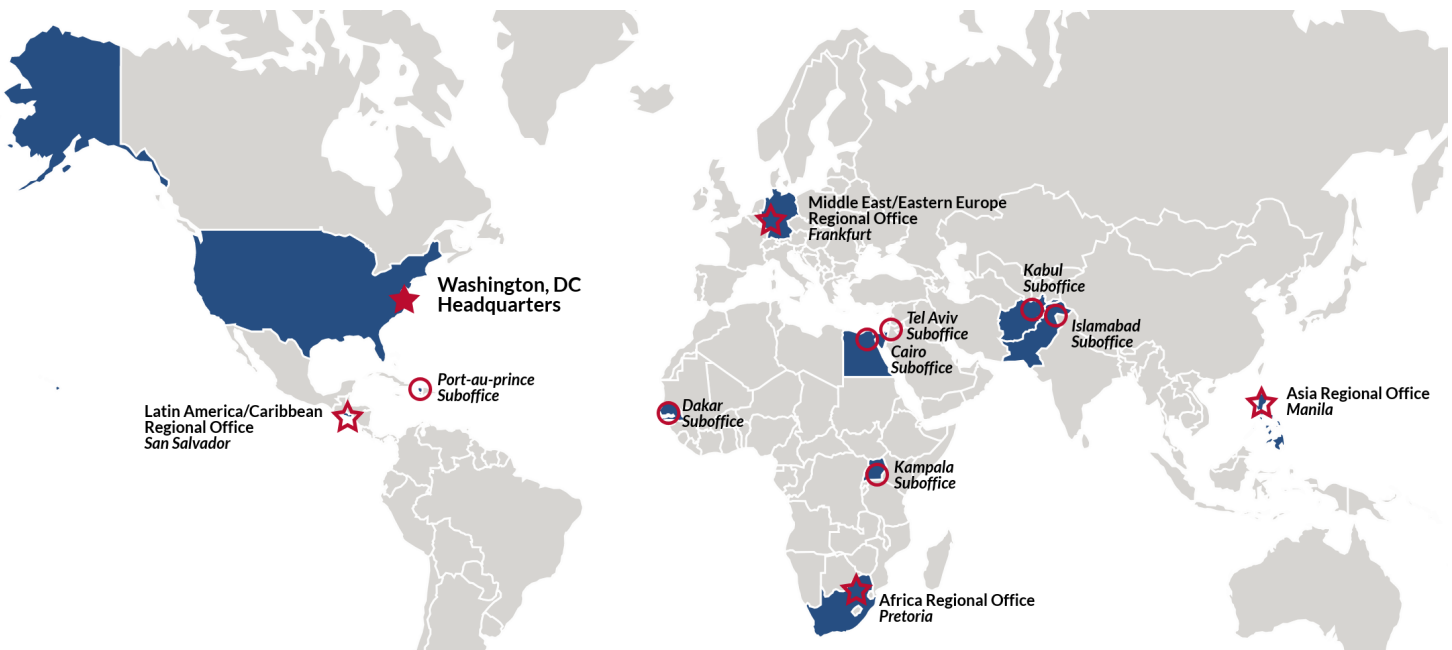 Washington, DC
Headquarters
Port-au-prince
Suboffice
Latin America/Caribbean
Regional Office
San Salvador
Middle East/Eastern Europe
Regional Office
Frankfurt
Kabul
Suboffice
Islamabad
Suboffice
Tel Aviv
Suboffice
Cairo
Suboffice
Dakar
Suboffice
Kampala
Suboffice
Asia Regional Office
Manila
Africa Regional Office
Pretoria